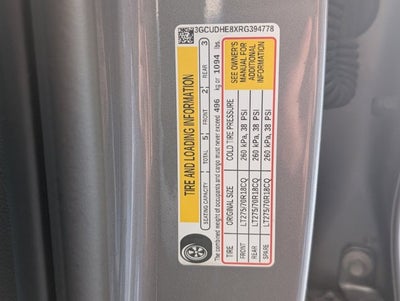 3GCUDHE8XRG394778
TIRE AND LOADING INFORMATION
SEATING CAPACITY TOTAL 5 FRONT 2 REAR 3
The combined weight of occupants and cargo must never exceed 496 kg or 1094 lbs.
TIRE ORIGINAL SIZE COLD TIRE PRESSURE
FRONT LT275/70R18CQ 260 kPa, 38 PSI
REAR LT275/70R18CQ 260 kPa, 38 PSI
SPARE LT275/70R18CQ 260 kPa, 38 PSI
SEE OWNER'S
MANUAL FOR
ADDITIONAL
INFORMATION